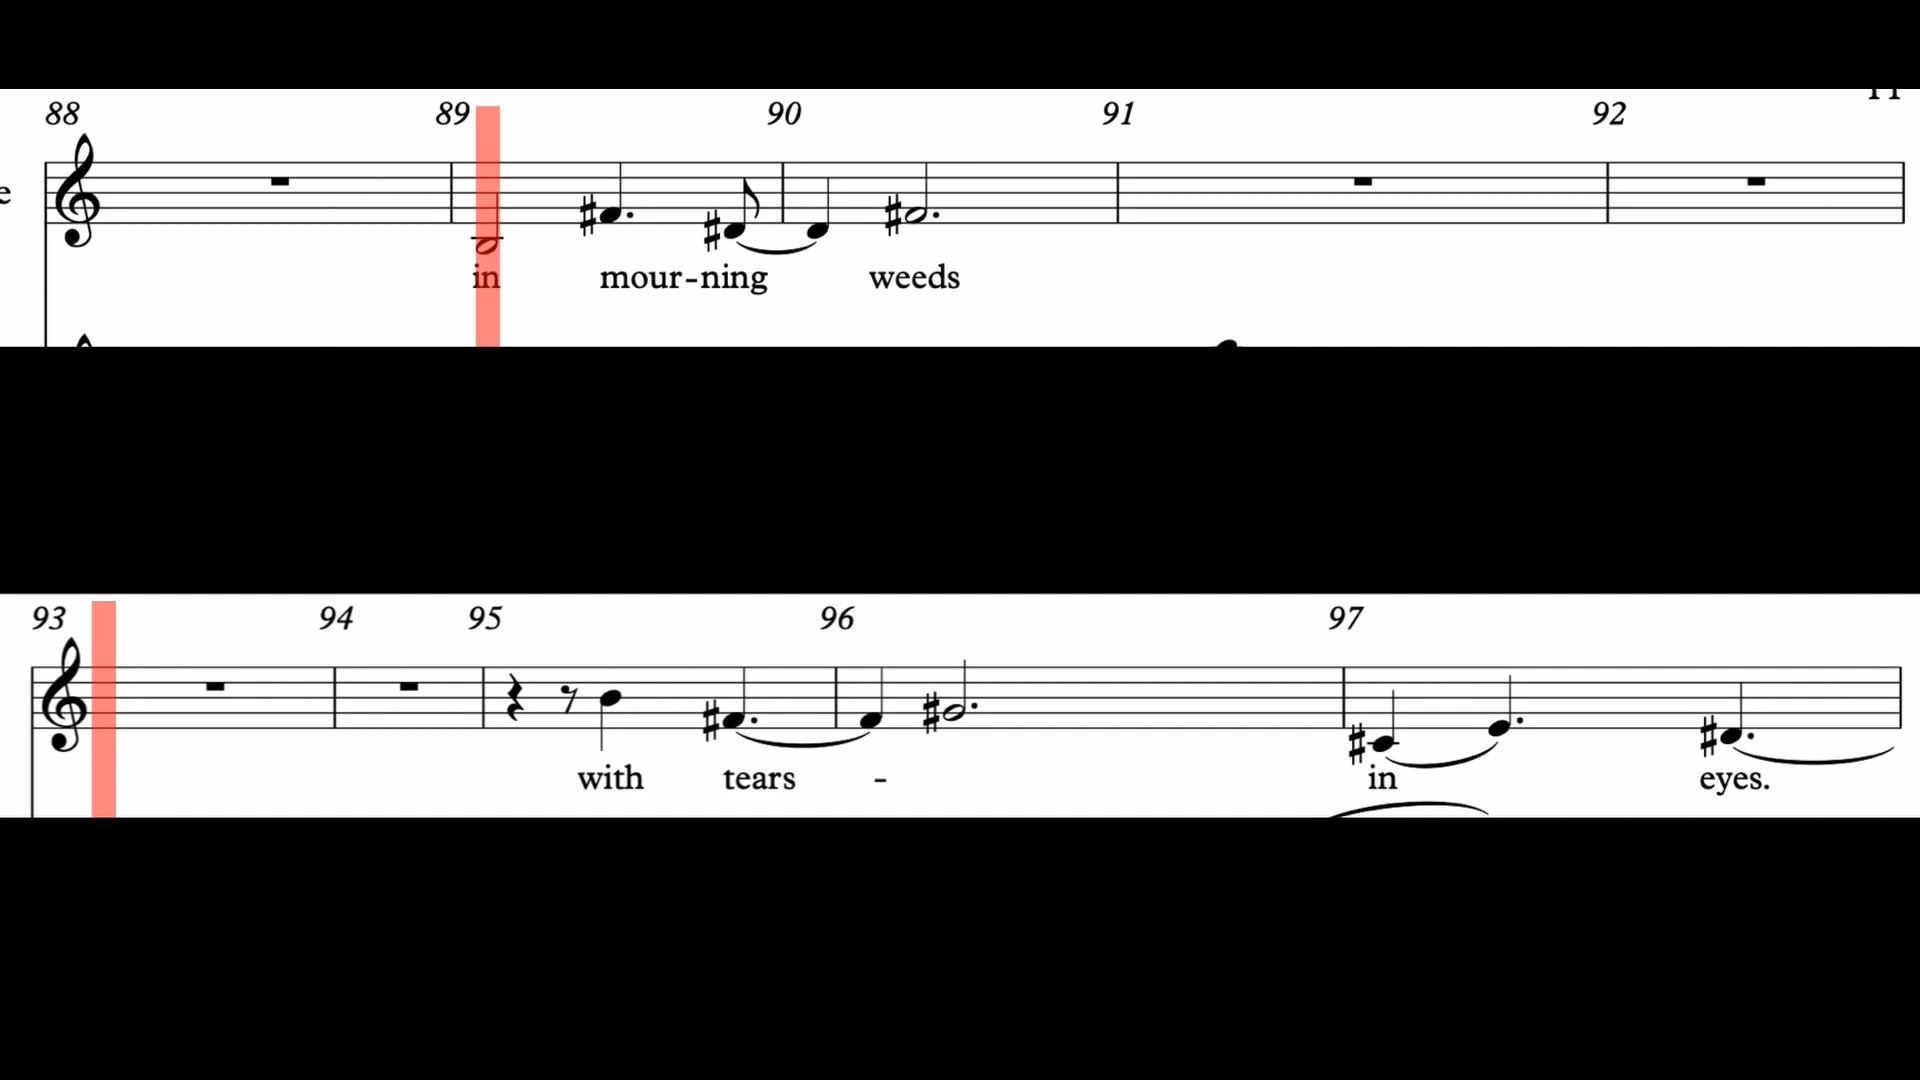 88 89 90 91 92
e
in mour-ning weeds
93 94 95 96 97
with tears - in eyes.